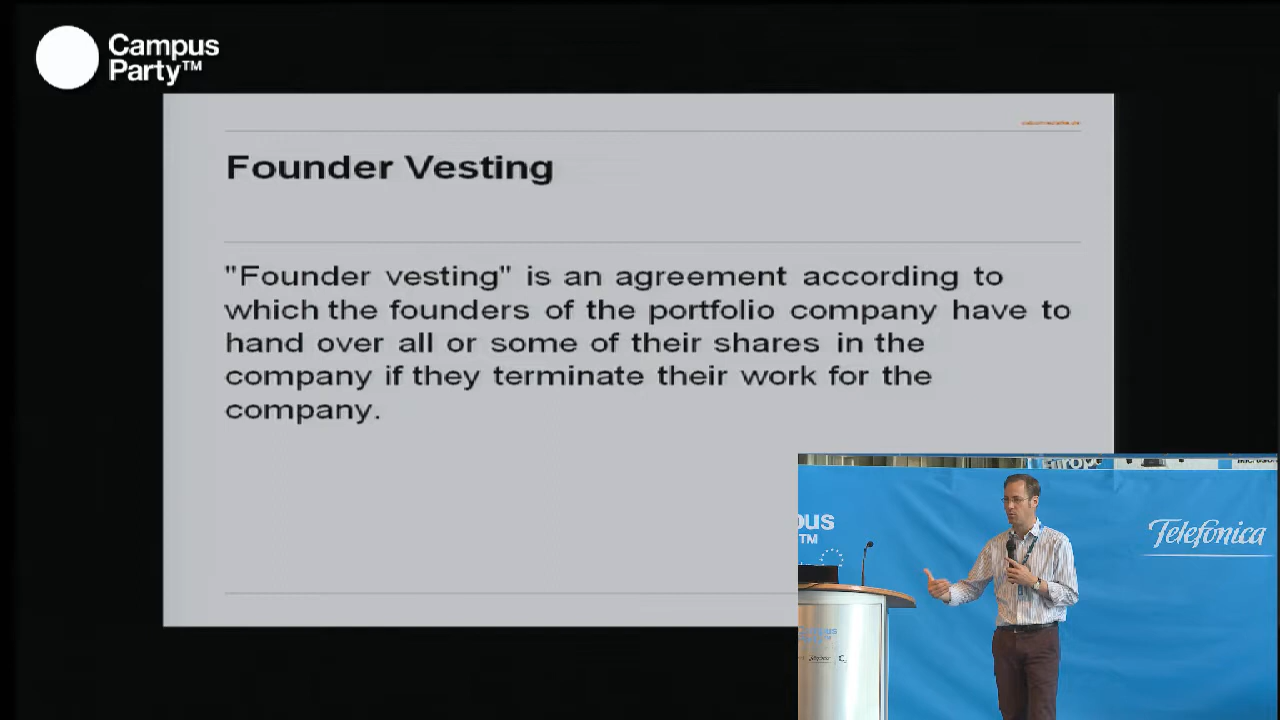 Campus
Party™
Founder Vesting
"Founder vesting" is an agreement according to
which the founders of the portfolio company have to
hand over all or some of their shares in the
company if they terminate their work for the
company.
pus
TM
Telefonica